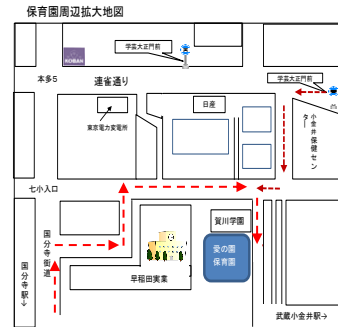 保育園周辺拡大地図
学芸大正門前
KOBAN
本多5
連雀通り
学芸大正門前
日産
東京電力変電所
小金井保健センター
七小入口
賀川学園
国分寺街道
愛の園
保育園
国分寺駅→
早稲田実業
武蔵小金井駅→